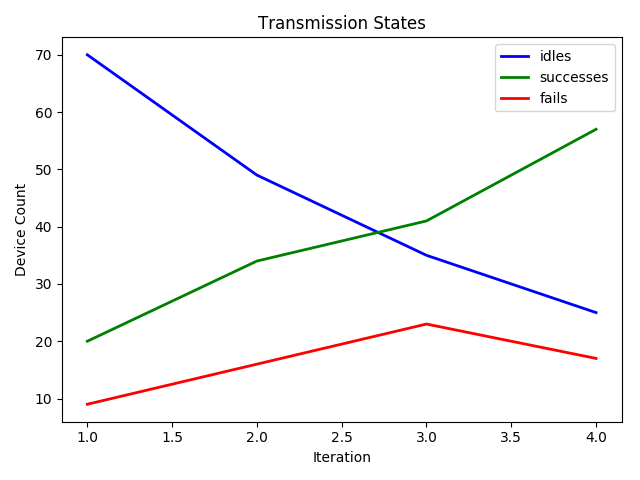 Transmission States
idles
successes
fails
Device Count
70
60
50
40
30
20
10
1.0 1.5 2.0 2.5 3.0 3.5 4.0
Iteration